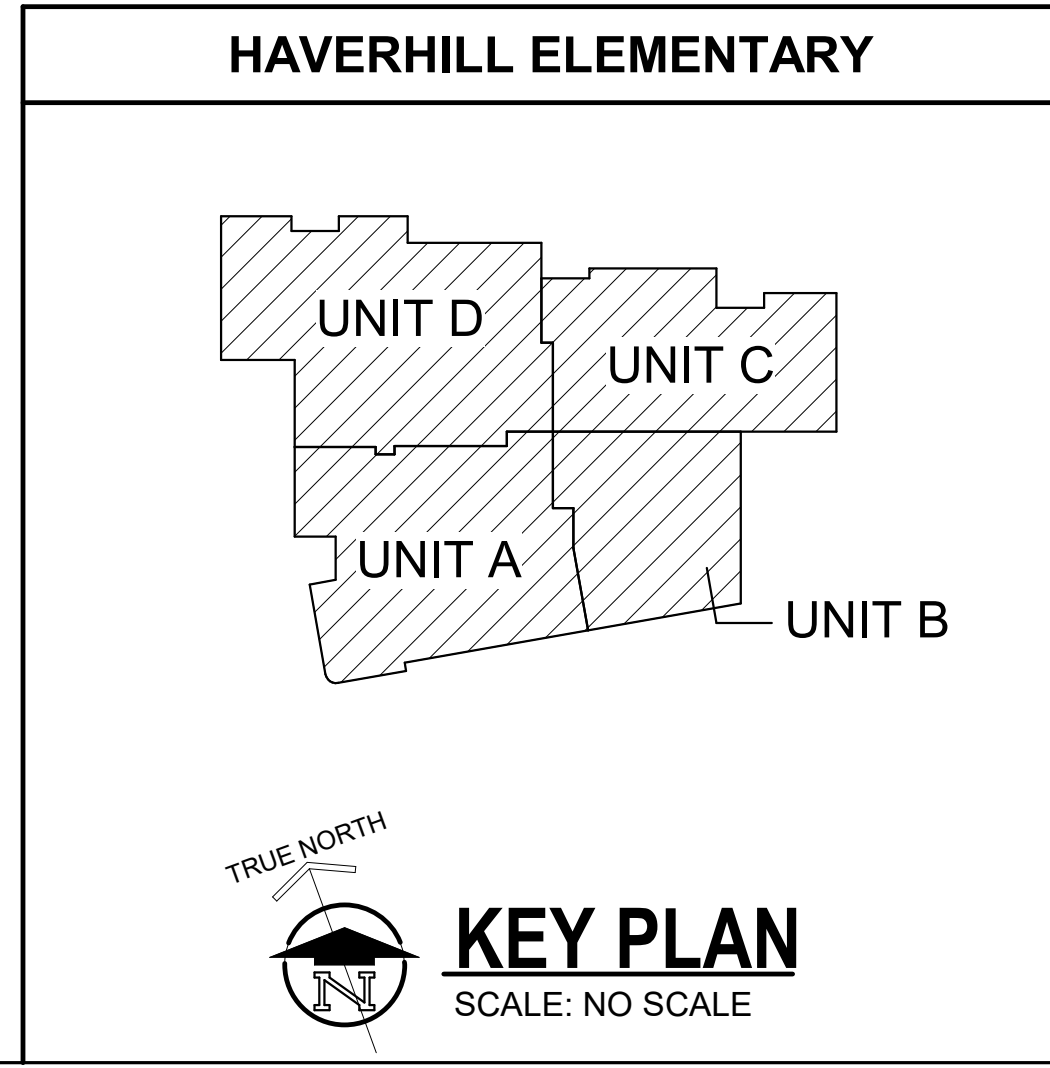 HAVERHILL ELEMENTARY
UNIT D
UNIT C
UNIT A
UNIT B
TRUE NORTH
N
KEY PLAN
SCALE: NO SCALE